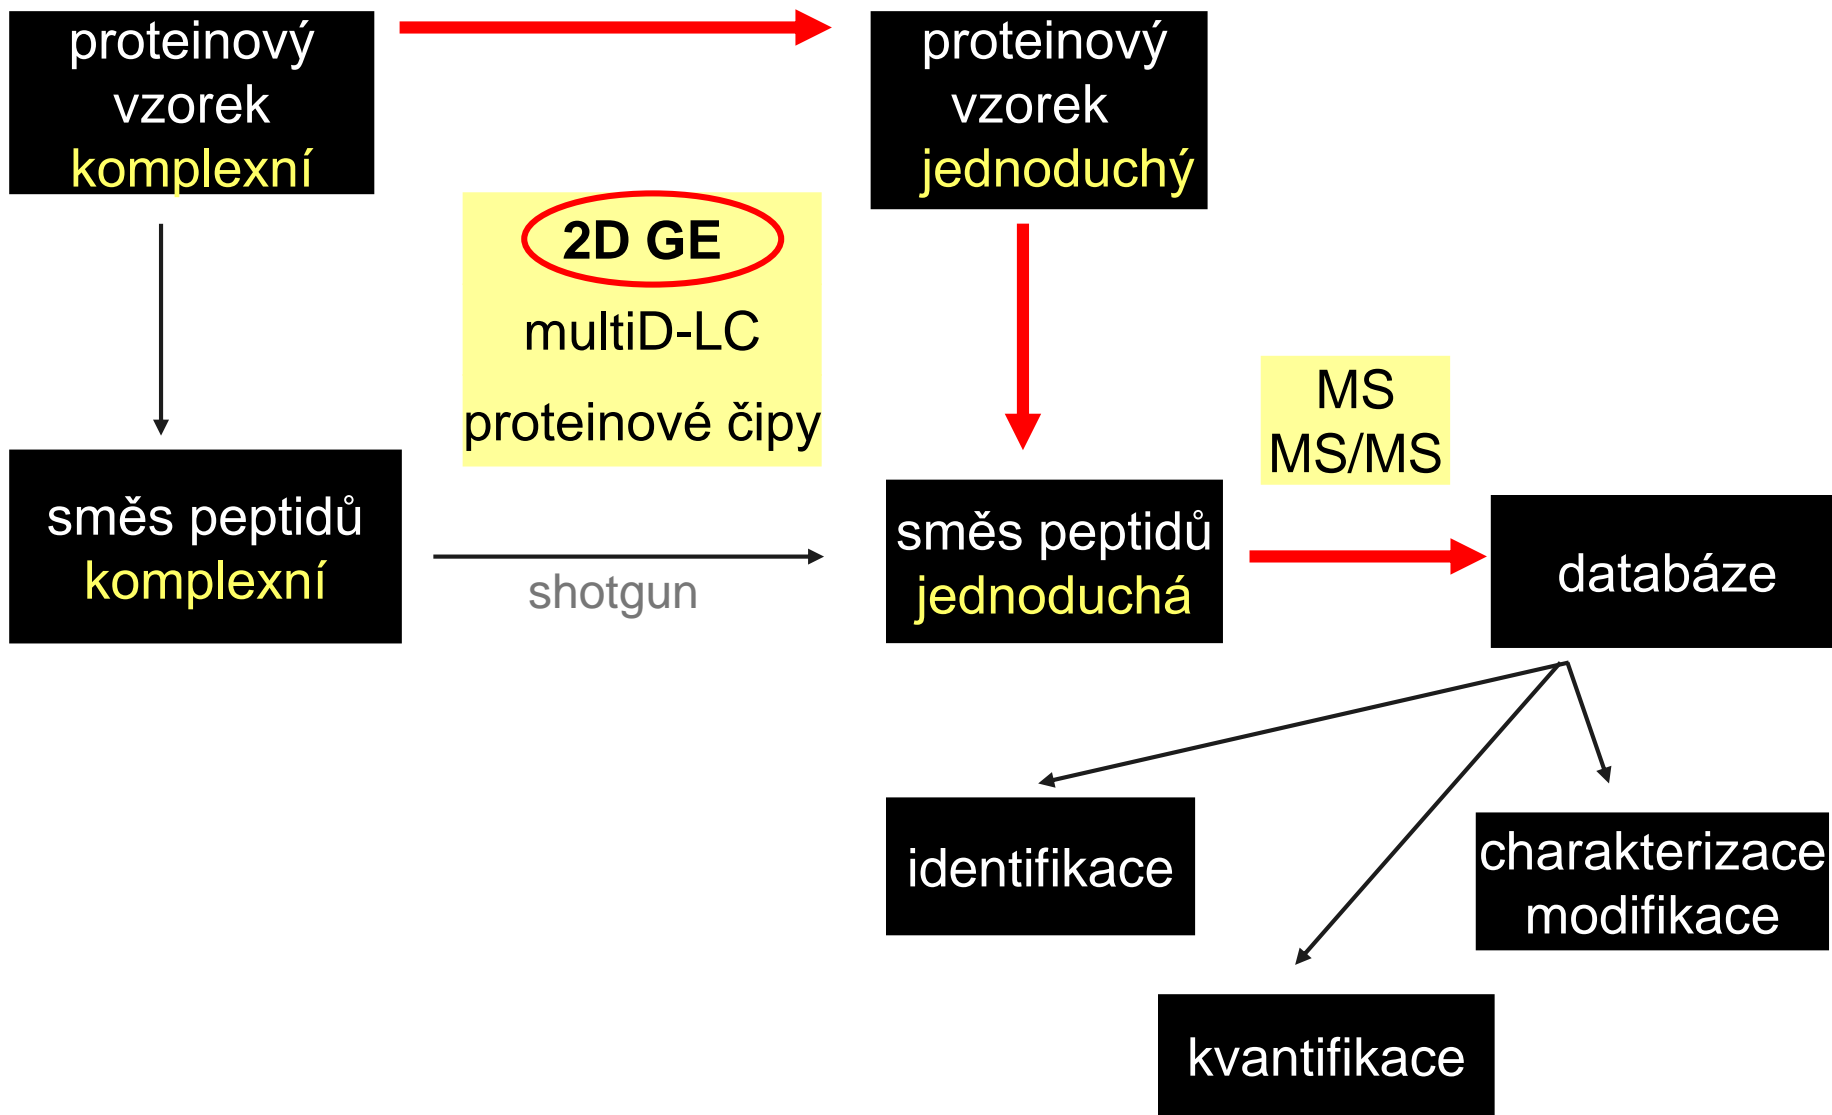 proteinový
vzorek
komplexní
proteinový
vzorek
jednoduchý
2D GE
multiD-LC
proteinové čipy
MS
MS/MS
směs peptidů
komplexní
shotgun
směs peptidů
jednoduchá
databáze
identifikace
charakterizace
modifikace
kvantifikace